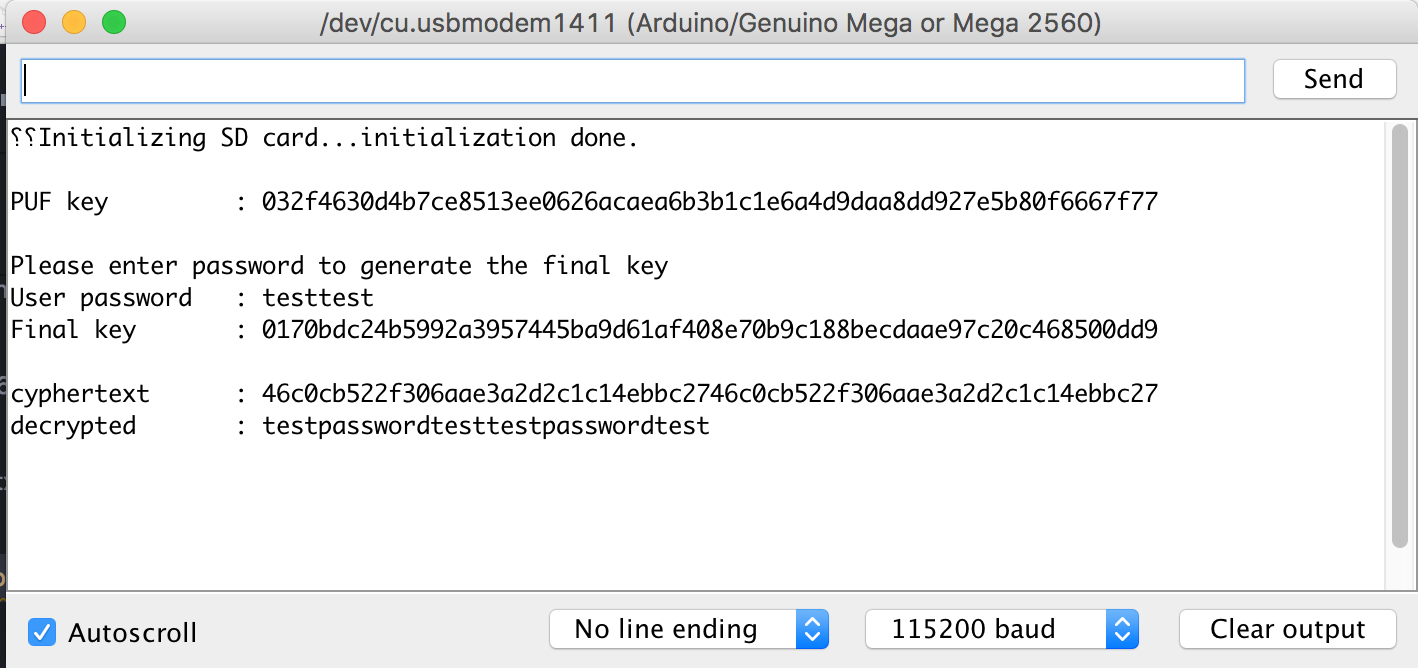 /dev/cu.usbmodem1411 (Arduino/Genuino Mega or Mega 2560)
Send
⸮⸮Initializing SD card...initialization done.
PUF key : 032f4630d4b7ce8513ee0626acaea6b3b1c1e6a4d9daa8dd927e5b80f6667f77
Please enter password to generate the final key
User password : testtest
Final key : 0170bdc24b5992a3957445ba9d61af408e70b9c188becdaae97c20c468500dd9
cyphertext : 46c0cb522f306aae3a2d2c1c14ebbc2746c0cb522f306aae3a2d2c1c14ebbc27
decrypted : testpasswordtesttestpasswordtest
Autoscroll
No line ending
115200 baud
Clear output